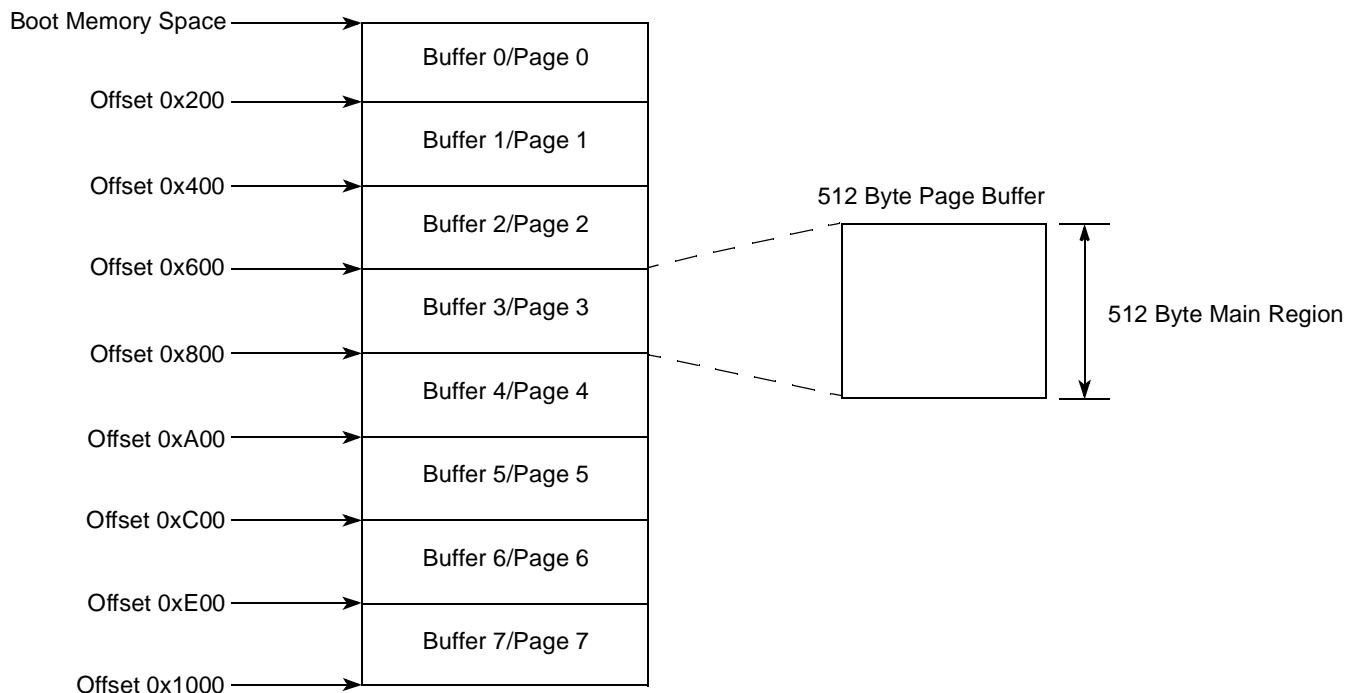 Boot Memory Space
Buffer 0/Page 0
Offset 0x200
Buffer 1/Page 1
Offset 0x400
Buffer 2/Page 2
Offset 0x600
Buffer 3/Page 3
Offset 0x800
Buffer 4/Page 4
Offset 0xA00
Buffer 5/Page 5
Offset 0xC00
Buffer 6/Page 6
Offset 0xE00
Buffer 7/Page 7
Offset 0x1000
512 Byte Page Buffer
512 Byte Main Region